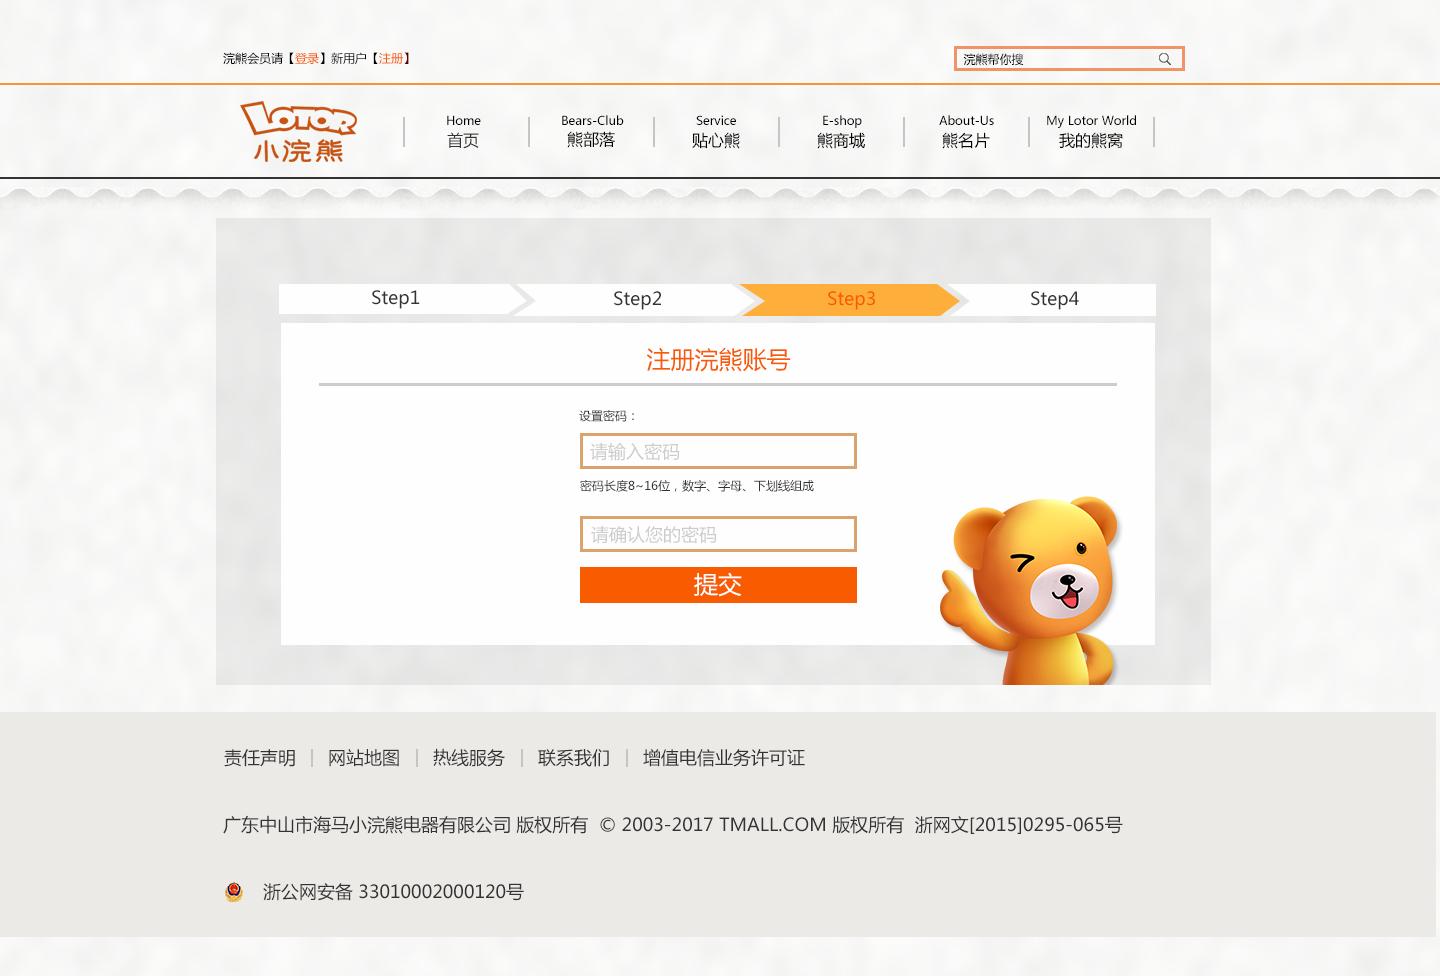 浣熊会员请【登录】新用户【注册】
浣熊帮你搜
LOTOR
小浣熊
Home
首页
Bears-Club
熊部落
Service
贴心熊
E-shop
熊商城
About-Us
熊名片
My Lotor World
我的熊窝
Step1
Step2
Step3
Step4
注册浣熊账号
设置密码：
请输入密码
密码长度8~16位，数字、字母、下划线组成
请确认您的密码
提交
责任声明 | 网站地图 | 热线服务 | 联系我们 | 增值电信业务许可证
广东中山市海马小浣熊电器有限公司 版权所有 © 2003-2017 TMALL.COM 版权所有 浙网文[2015]0295-065号
浙公网安备 33010002000120号